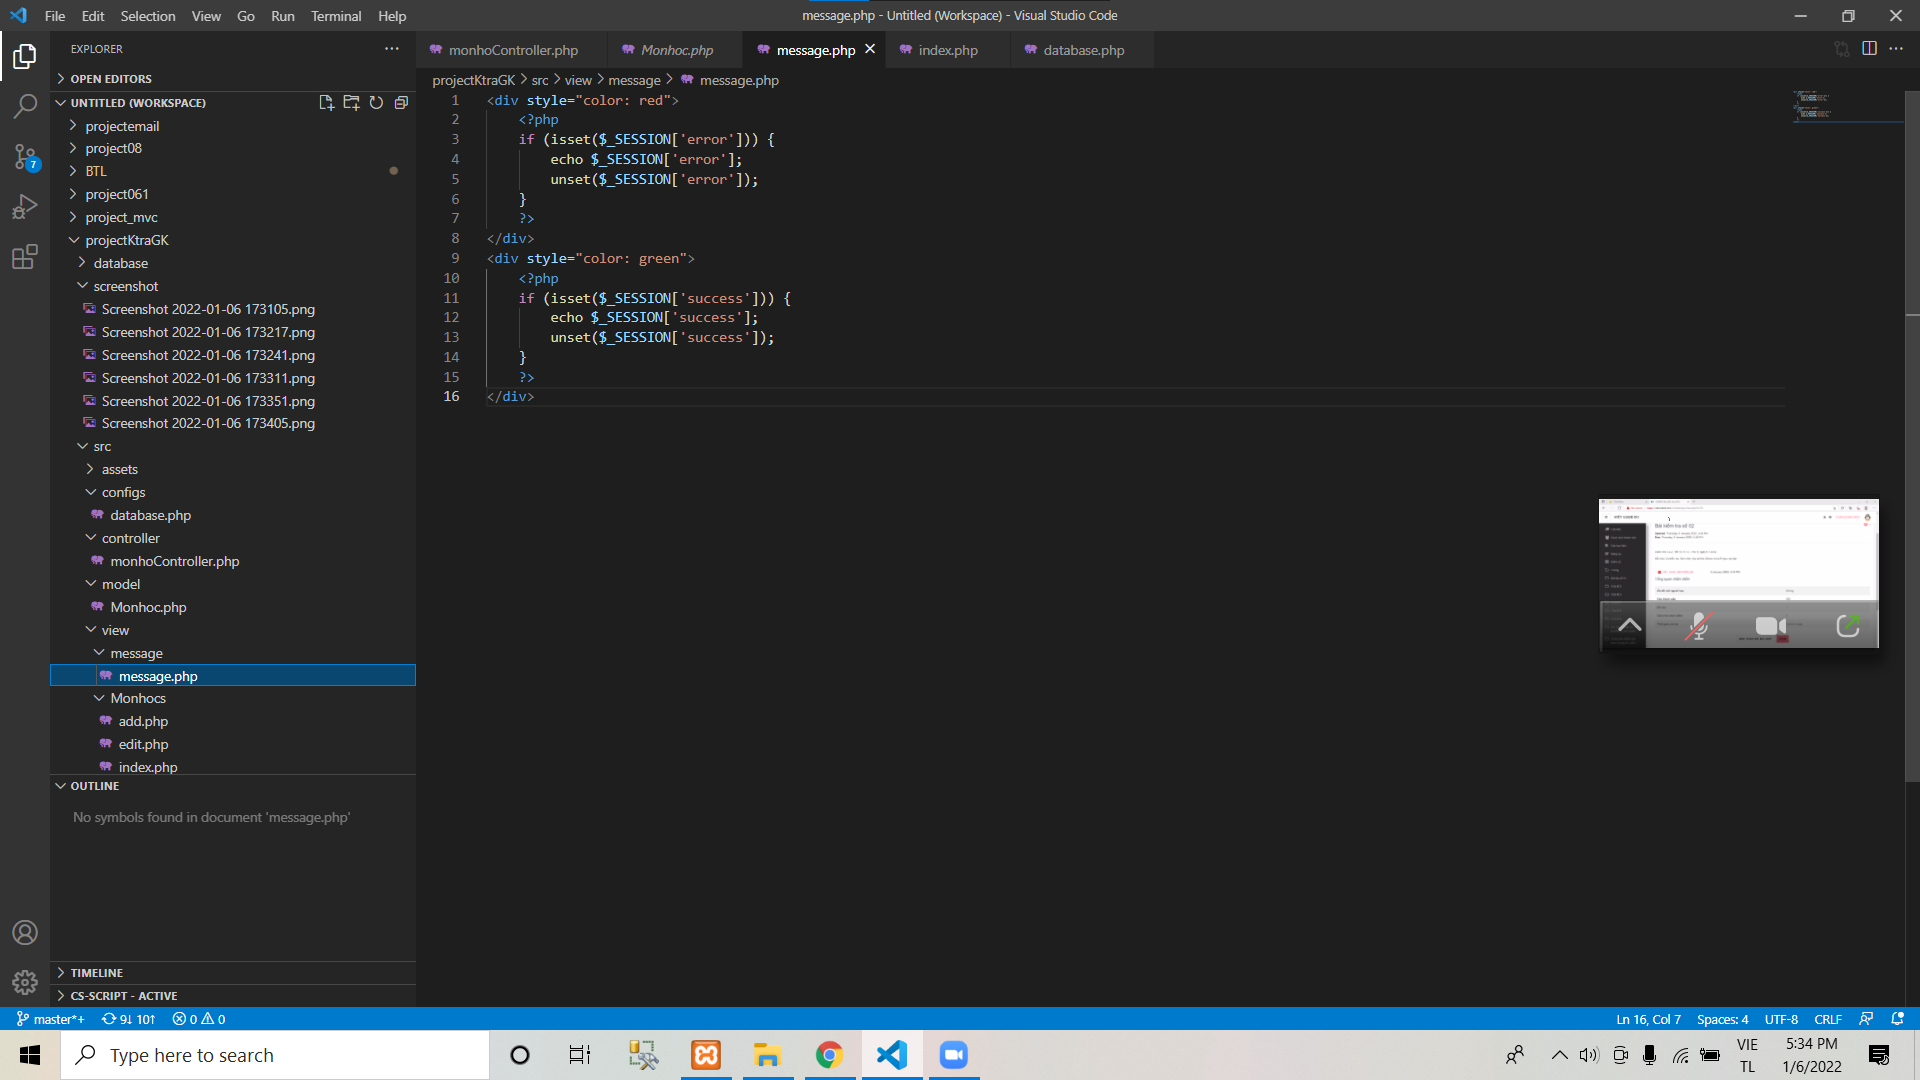 File Edit Selection View Go Run Terminal Help
message.php - Untitled (Workspace) - Visual Studio Code
EXPLORER
OPEN EDITORS
UNTITLED (WORKSPACE)
projectemail
project08
BTL
project061
project_mvc
projectKtraGK
database
screenshot
Screenshot 2022-01-06 173105.png
Screenshot 2022-01-06 173217.png
Screenshot 2022-01-06 173241.png
Screenshot 2022-01-06 173311.png
Screenshot 2022-01-06 173351.png
Screenshot 2022-01-06 173405.png
src
assets
configs
database.php
controller
monhoController.php
model
Monhoc.php
view
message
message.php
Monhocs
add.php
edit.php
index.php
OUTLINE
No symbols found in document 'message.php'
TIMELINE
CS-SCRIPT - ACTIVE
7
monhoController.php Monhoc.php message.php index.php database.php
projectKtraGK > src > view > message > message.php
1 <div style="color: red">
2 <?php
3 if (isset($_SESSION['error'])) {
4 echo $_SESSION['error'];
5 unset($_SESSION['error']);
6 }
7 ?>
8 </div>
9 <div style="color: green">
10 <?php
11 if (isset($_SESSION['success'])) {
12 echo $_SESSION['success'];
13 unset($_SESSION['success']);
14 }
15 ?>
16 </div>
Bài kiểm tra số 02
master*+ 9↓ 10↑ 0 0
Ln 16, Col 7 Spaces: 4 UTF-8 CRLF
Type here to search
VIE
TL
5:34 PM
1/6/2022